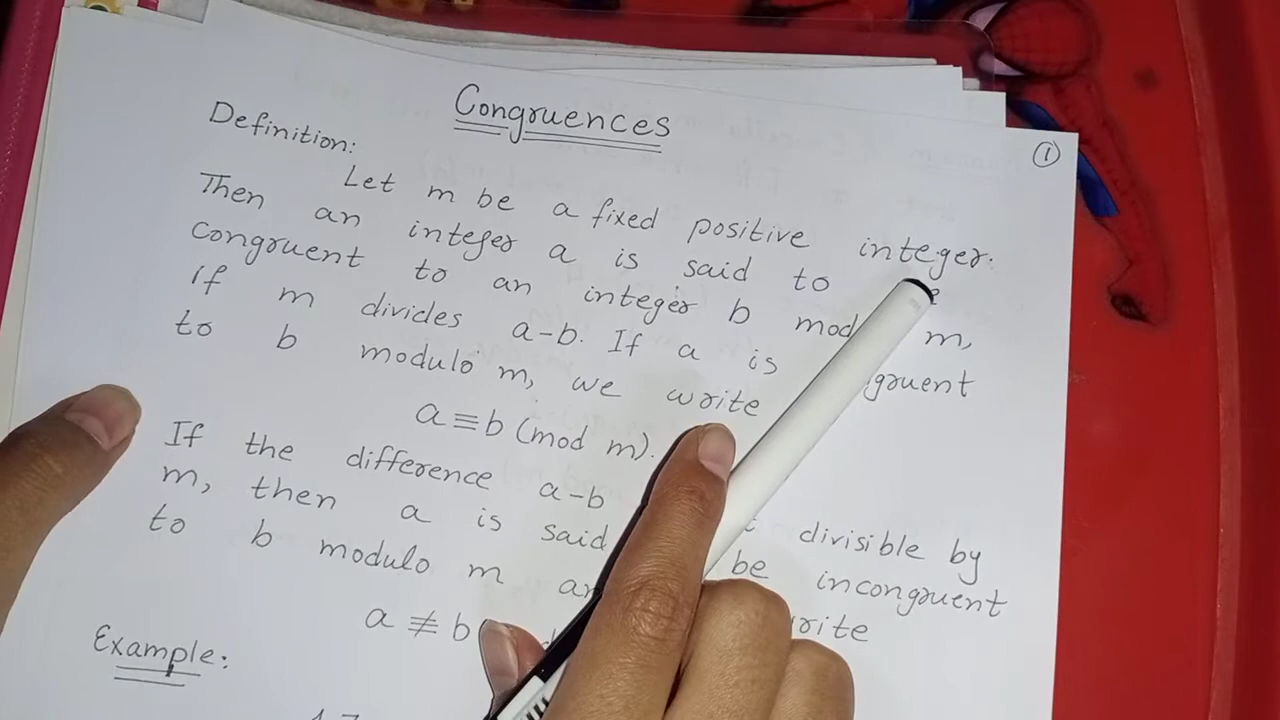 Congruences
①
Definition:
Let m be a fixed positive integer.
Then an integer a is said to
congruent to an integer b mod m,
if m divides a-b. If a is gruent
to b modulo m, we write
a≡b (mod m).
If the difference a-b divisible by
m, then a is said be incongruent
to b modulo m rite
a ≢ b
Example: